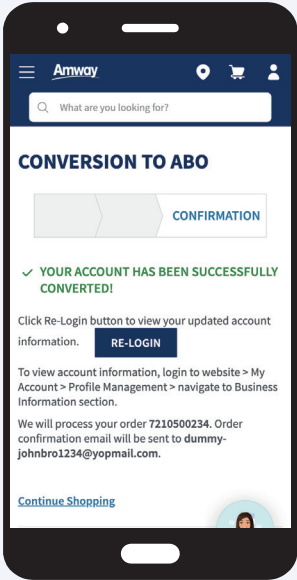 Amway
What are you looking for?
CONVERSION TO ABO
CONFIRMATION
YOUR ACCOUNT HAS BEEN SUCCESSFULLY
CONVERTED!
Click Re-Login button to view your updated account
information. RE-LOGIN
To view account information, login to website > My
Account > Profile Management > navigate to Business
Information section.
We will process your order 7210500234. Order
confirmation email will be sent to dummy-
johnbro1234@yopmail.com.
Continue Shopping